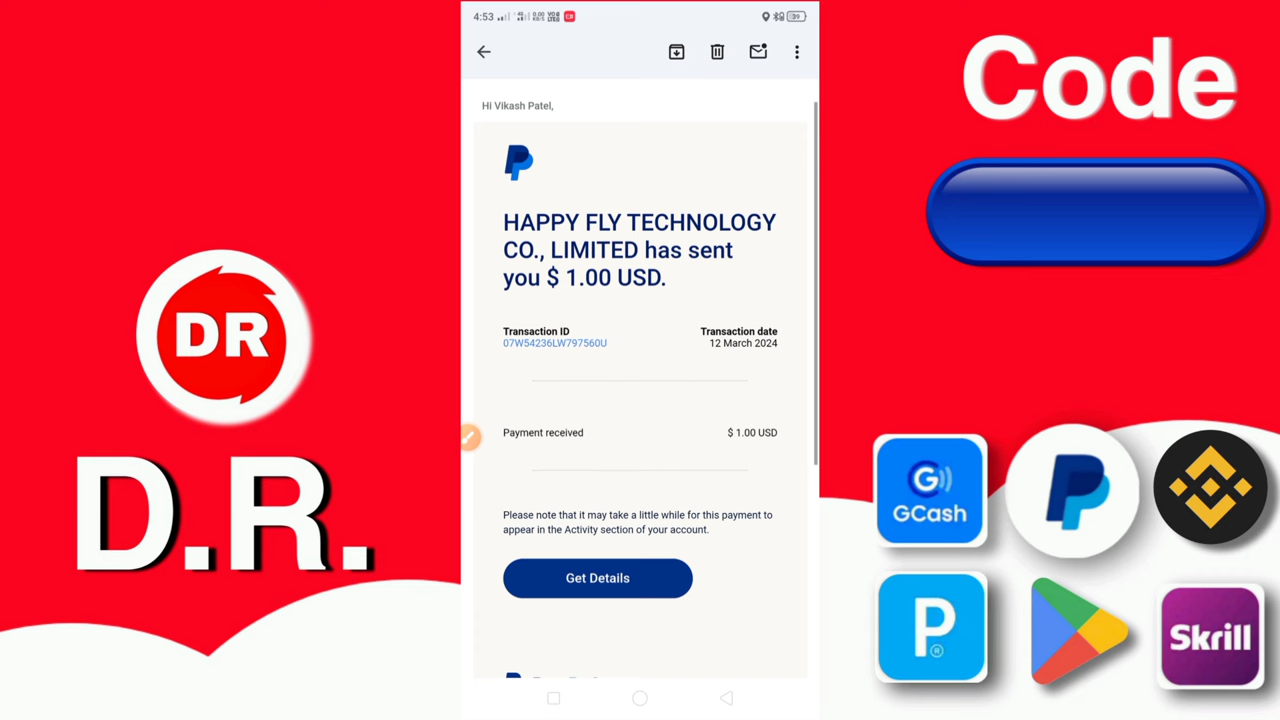 4:53
Code
Hi Vikash Patel,
HAPPY FLY TECHNOLOGY
CO., LIMITED has sent
you $ 1.00 USD.
Transaction ID
Transaction date
07W54236LW797560U
12 March 2024
DR
D.R.
Payment received
$ 1.00 USD
Please note that it may take a little while for this payment to
appear in the Activity section of your account.
Get Details
G
GCash
P
Skrill